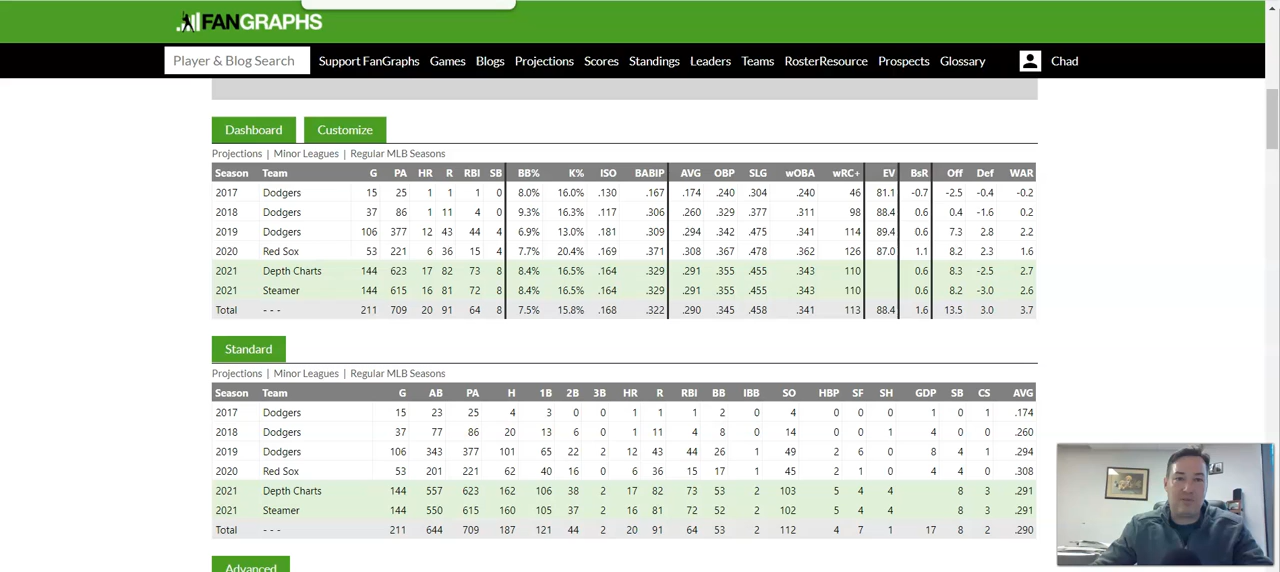 FANGRAPHS
Player & Blog Search Support FanGraphs Games Blogs Projections Scores Standings Leaders Teams RosterResource Prospects Glossary Chad
Dashboard Customize
Projections | Minor Leagues | Regular MLB Seasons
Season Team G PA HR R RBI SB BB% K% ISO BABIP AVG OBP SLG wOBA wRC+ EV BsR Off Def WAR
2017 Dodgers 15 25 1 1 1 0 8.0% 16.0% .130 .167 .174 .240 .304 .240 46 81.1 -0.7 -2.5 -0.4 -0.2
2018 Dodgers 37 86 1 11 4 0 9.3% 16.3% .117 .306 .260 .329 .377 .311 98 88.4 0.6 0.4 -1.6 0.2
2019 Dodgers 106 377 12 43 44 4 6.9% 13.0% .181 .309 .294 .342 .475 .335 114 89.4 0.6 7.3 2.8 2.2
2020 Red Sox 53 221 6 36 15 4 7.7% 20.4% .169 .371 .308 .367 .478 .362 126 87.0 1.1 8.2 2.3 1.6
2021 Depth Charts 144 623 17 82 73 8 8.4% 16.5% .164 .329 .291 .355 .455 .343 110 0.6 8.3 -2.5 2.7
2021 Steamer 144 615 16 81 72 8 8.4% 16.5% .164 .329 .291 .355 .455 .343 110 0.6 8.2 -3.0 2.6
Total - - - 211 709 20 91 64 8 7.5% 15.8% .168 .322 .290 .345 .458 .341 113 88.4 1.6 13.5 3.0 3.7
Standard
Projections | Minor Leagues | Regular MLB Seasons
Season Team G AB PA H 1B 2B 3B HR R RBI BB IBB SO HBP SF SH GDP SB CS AVG
2017 Dodgers 15 23 25 4 3 0 0 1 1 1 2 0 4 0 0 0 1 0 1 .174
2018 Dodgers 37 77 86 20 13 6 0 1 11 4 8 0 14 0 0 1 4 0 0 .260
2019 Dodgers 106 343 377 101 65 22 2 12 43 44 26 1 49 2 6 0 8 4 1 .294
2020 Red Sox 53 201 221 62 40 16 0 6 36 15 17 1 45 2 1 0 4 4 0 .308
2021 Depth Charts 144 557 623 162 106 38 2 17 82 73 53 2 103 5 4 4 8 3 .291
2021 Steamer 144 550 615 160 105 37 2 16 81 72 52 2 102 5 4 4 8 3 .291
Total - - - 211 644 709 187 121 44 2 20 91 64 53 2 112 4 7 1 17 8 2 .290
Advanced